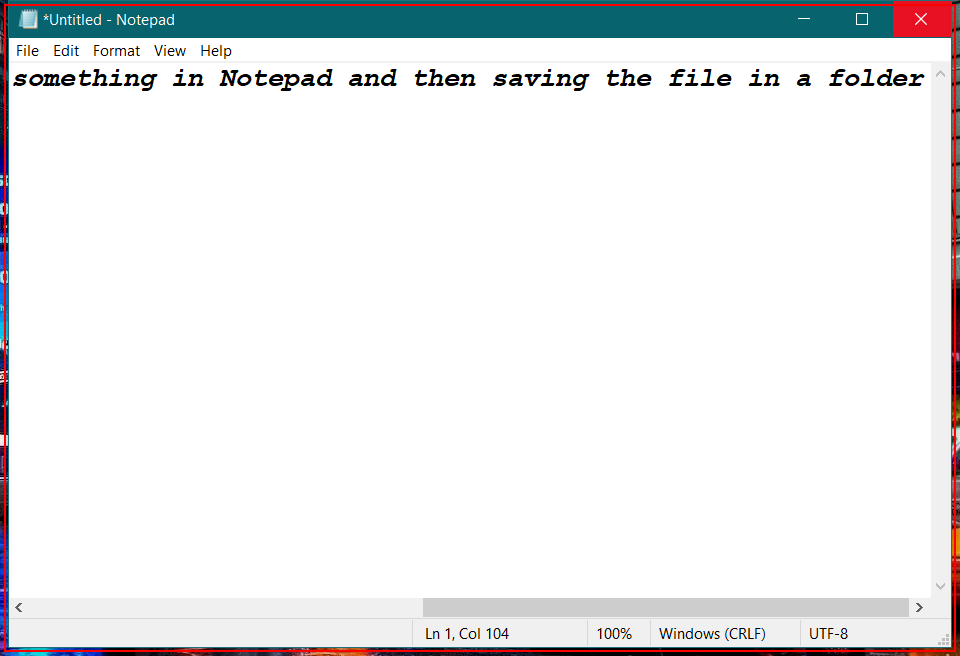 *Untitled - Notepad
File Edit Format View Help
something in Notepad and then saving the file in a folder
Ln 1, Col 104 100% Windows (CRLF) UTF-8